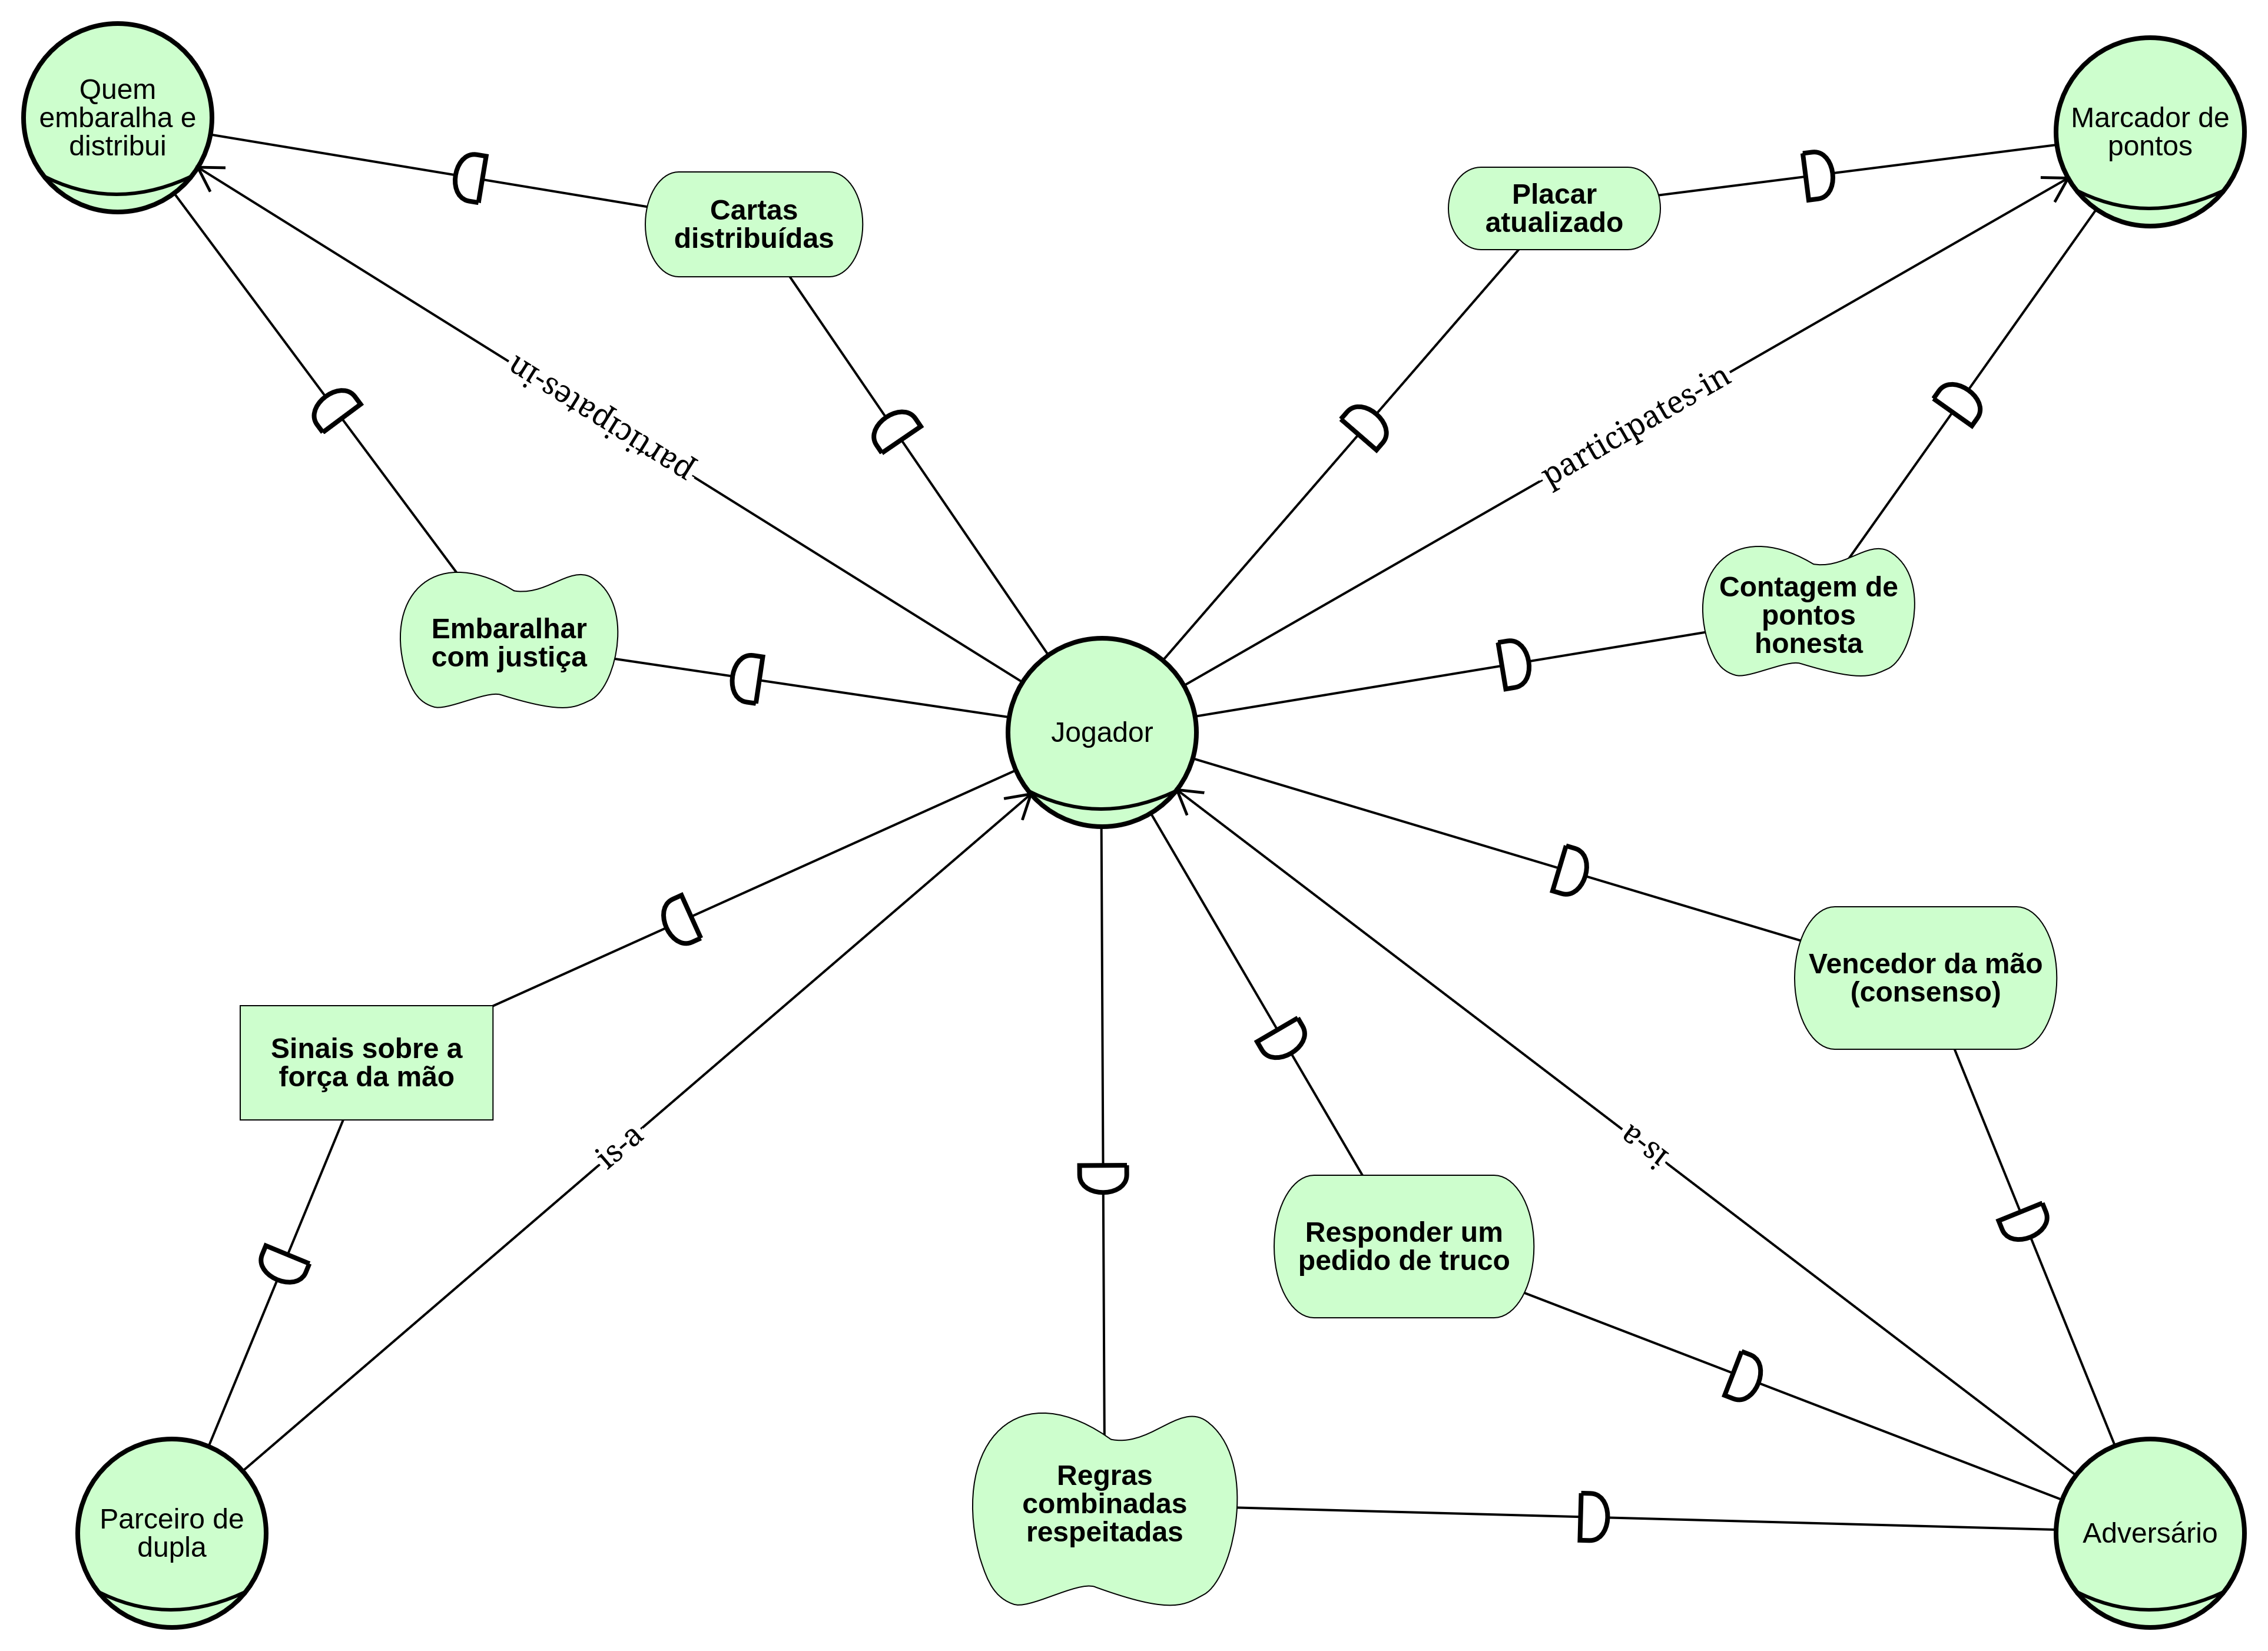 Quem
embaralha e
distribui
Marcador de
pontos
Cartas
distribuídas
Placar
atualizado
participates-in
participates-in
Embaralhar
com justiça
Contagem de
pontos
honesta
Jogador
Vencedor da mão
(consenso)
Sinais sobre a
força da mão
is-a
is-a
Responder um
pedido de truco
Regras
combinadas
respeitadas
Parceiro de
dupla
Adversário